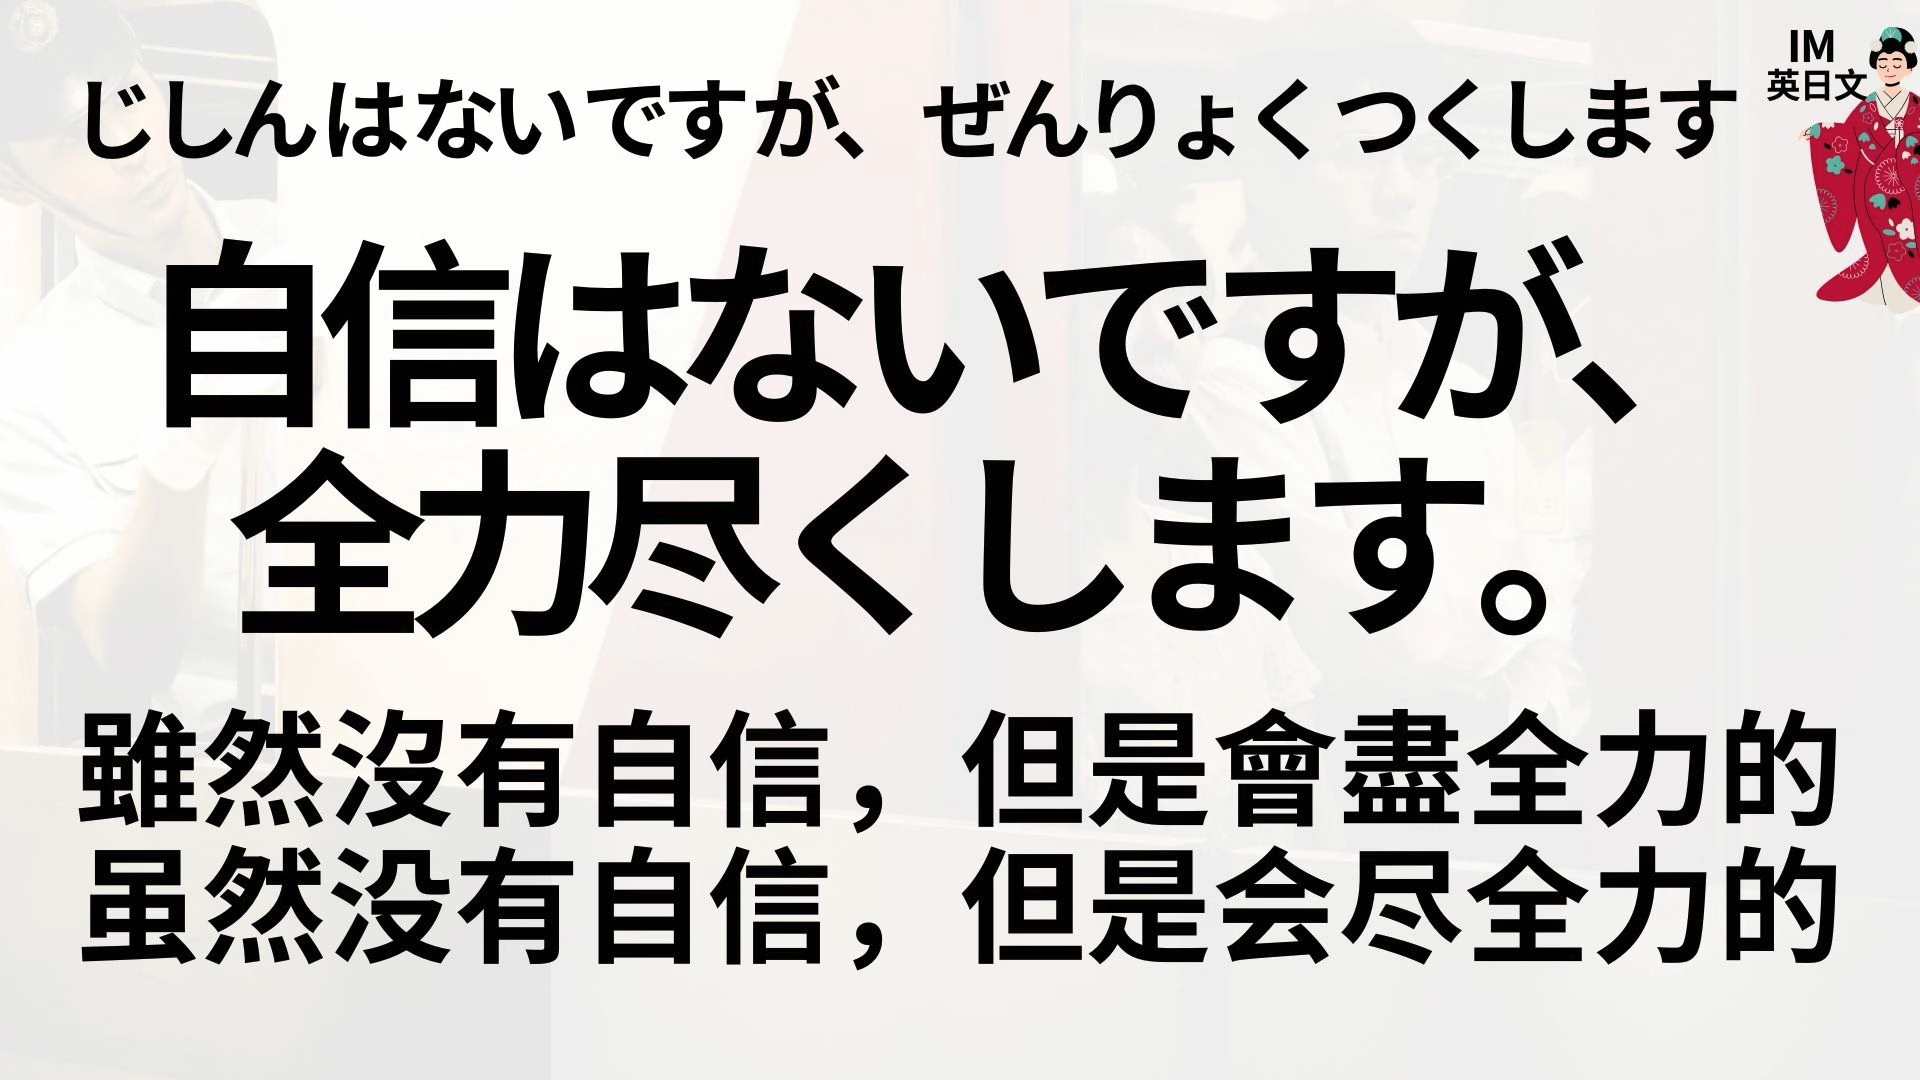 IM
英日文
じしんはないですが、ぜんりょくつくします
自信はないですが、
全力尽くします。
雖然沒有自信，但是會盡全力的
虽然没有自信，但是会尽全力的